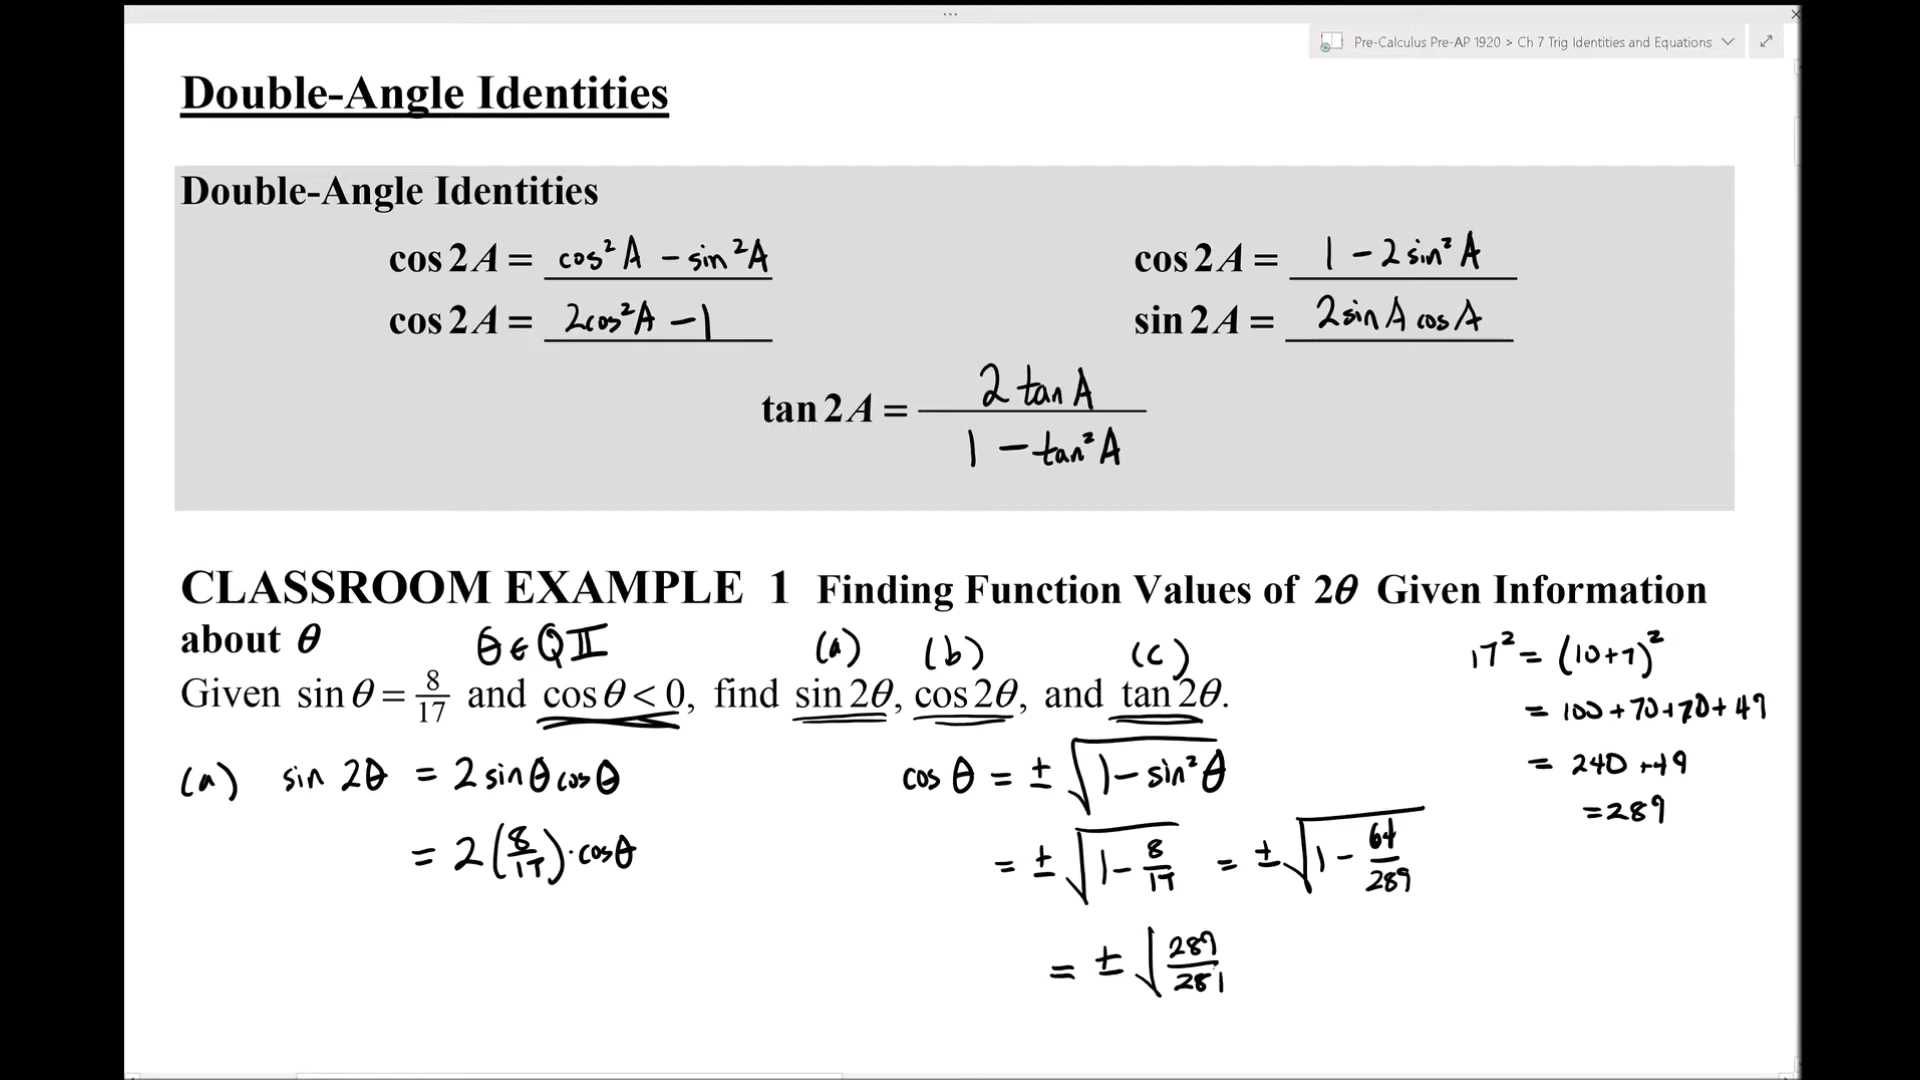 Pre-Calculus Pre-AP 1920 > Ch 7 Trig Identities and Equations
Double-Angle Identities
Double-Angle Identities
cos 2A = cos²A − sin²A
cos 2A = 1 − 2sin²A
cos 2A = 2cos²A − 1
sin 2A = 2sinA cosA
tan 2A = 2 tan A / 1 − tan²A
CLASSROOM EXAMPLE 1 Finding Function Values of 2θ Given Information
about θ
θ ∈ QII
(a) (b) (c)
Given sin θ = 8/17 and cos θ < 0, find sin 2θ, cos 2θ, and tan 2θ.
17² = (10+7)²
= 100 + 70 + 70 + 49
= 240 + 49
= 289
(a) sin 2θ = 2 sinθ cosθ
= 2(8/17)·cosθ
cos θ = ± √(1 − sin²θ)
= ± √(1 − 8/17) = ± √(1 − 64/289)
= ± √(289/281